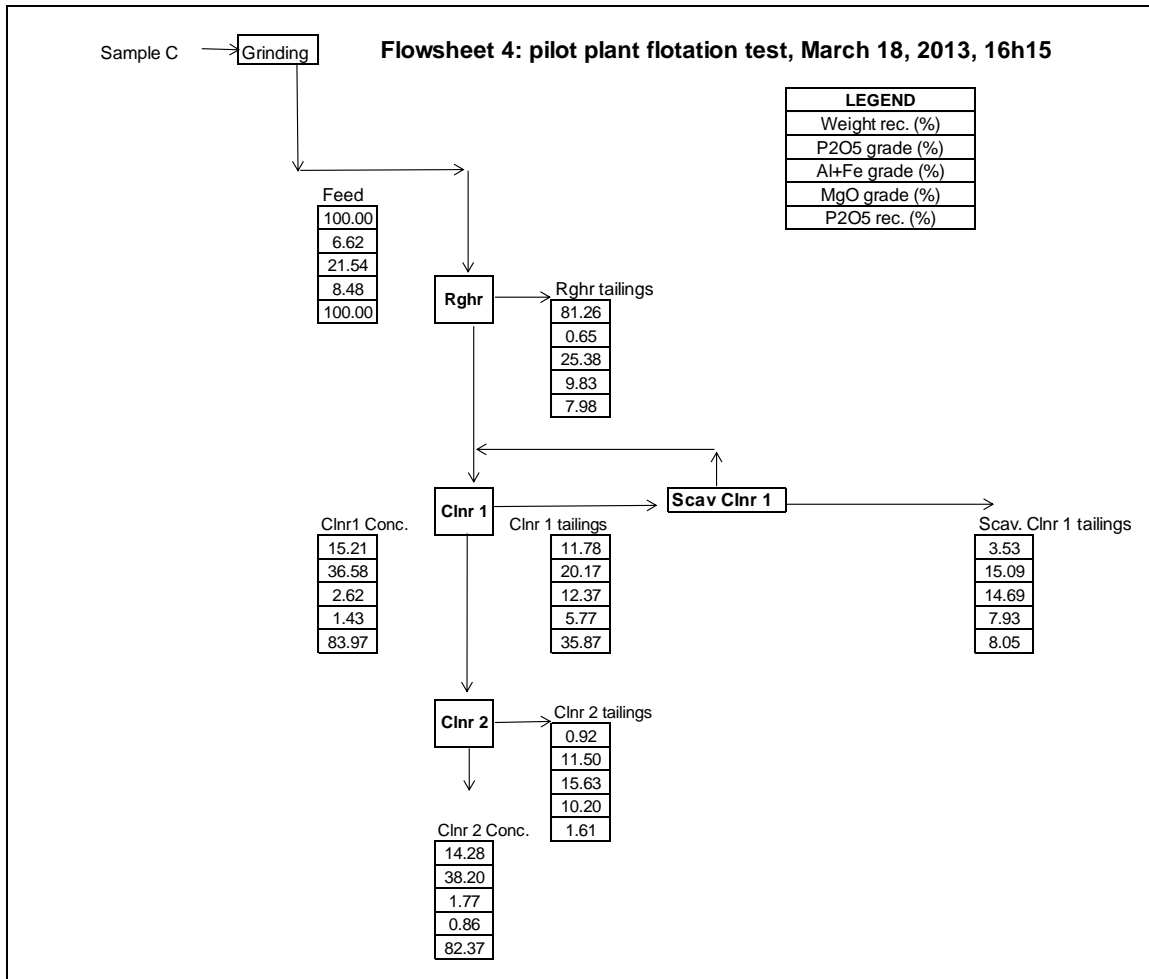 Flowsheet 4: pilot plant flotation test, March 18, 2013, 16h15
Sample C
Grinding
LEGEND
Weight rec. (%)
P2O5 grade (%)
Al+Fe grade (%)
MgO grade (%)
P2O5 rec. (%)
Feed
100.00
6.62
21.54
8.48
100.00
Rghr
Rghr tailings
81.26
0.65
25.38
9.83
7.98
Clnr 1
Scav Clnr 1
Clnr1 Conc.
15.21
36.58
2.62
1.43
83.97
Clnr 1 tailings
11.78
20.17
12.37
5.77
35.87
Scav. Clnr 1 tailings
3.53
15.09
14.69
7.93
8.05
Clnr 2
Clnr 2 tailings
0.92
11.50
15.63
10.20
1.61
Clnr 2 Conc.
14.28
38.20
1.77
0.86
82.37